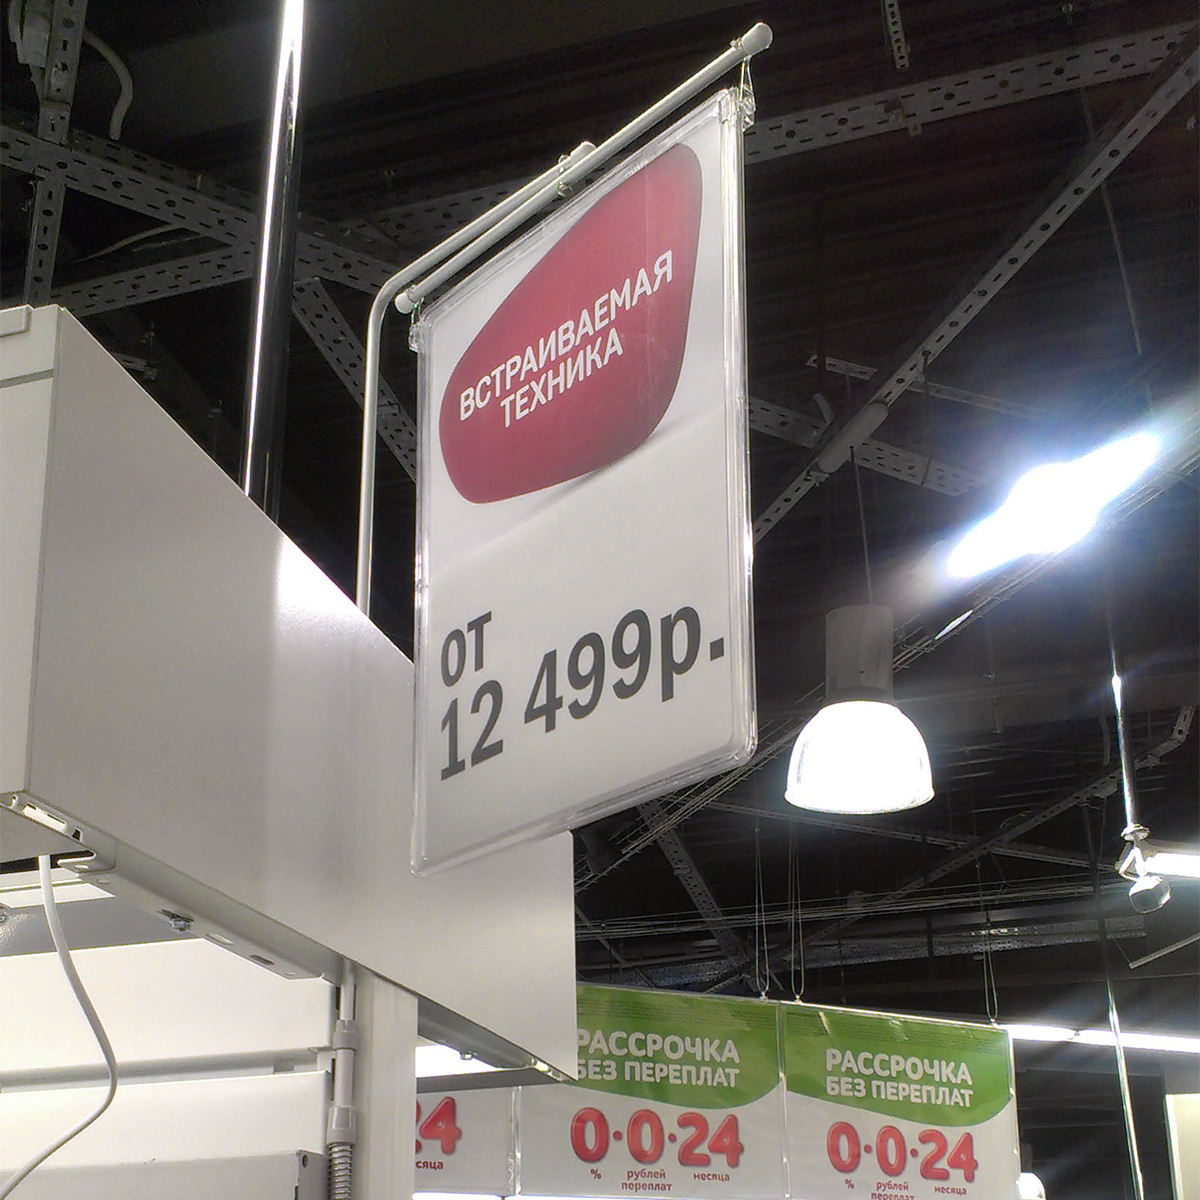 ВСТРАИВАЕМАЯ
ТЕХНИКА
от
12 499р.
РАССРОЧКА
БЕЗ ПЕРЕПЛАТ
0·0·24
% рублей переплат месяца
РАССРОЧКА
БЕЗ ПЕРЕПЛАТ
0·0·24
% рублей переплат месяца
24